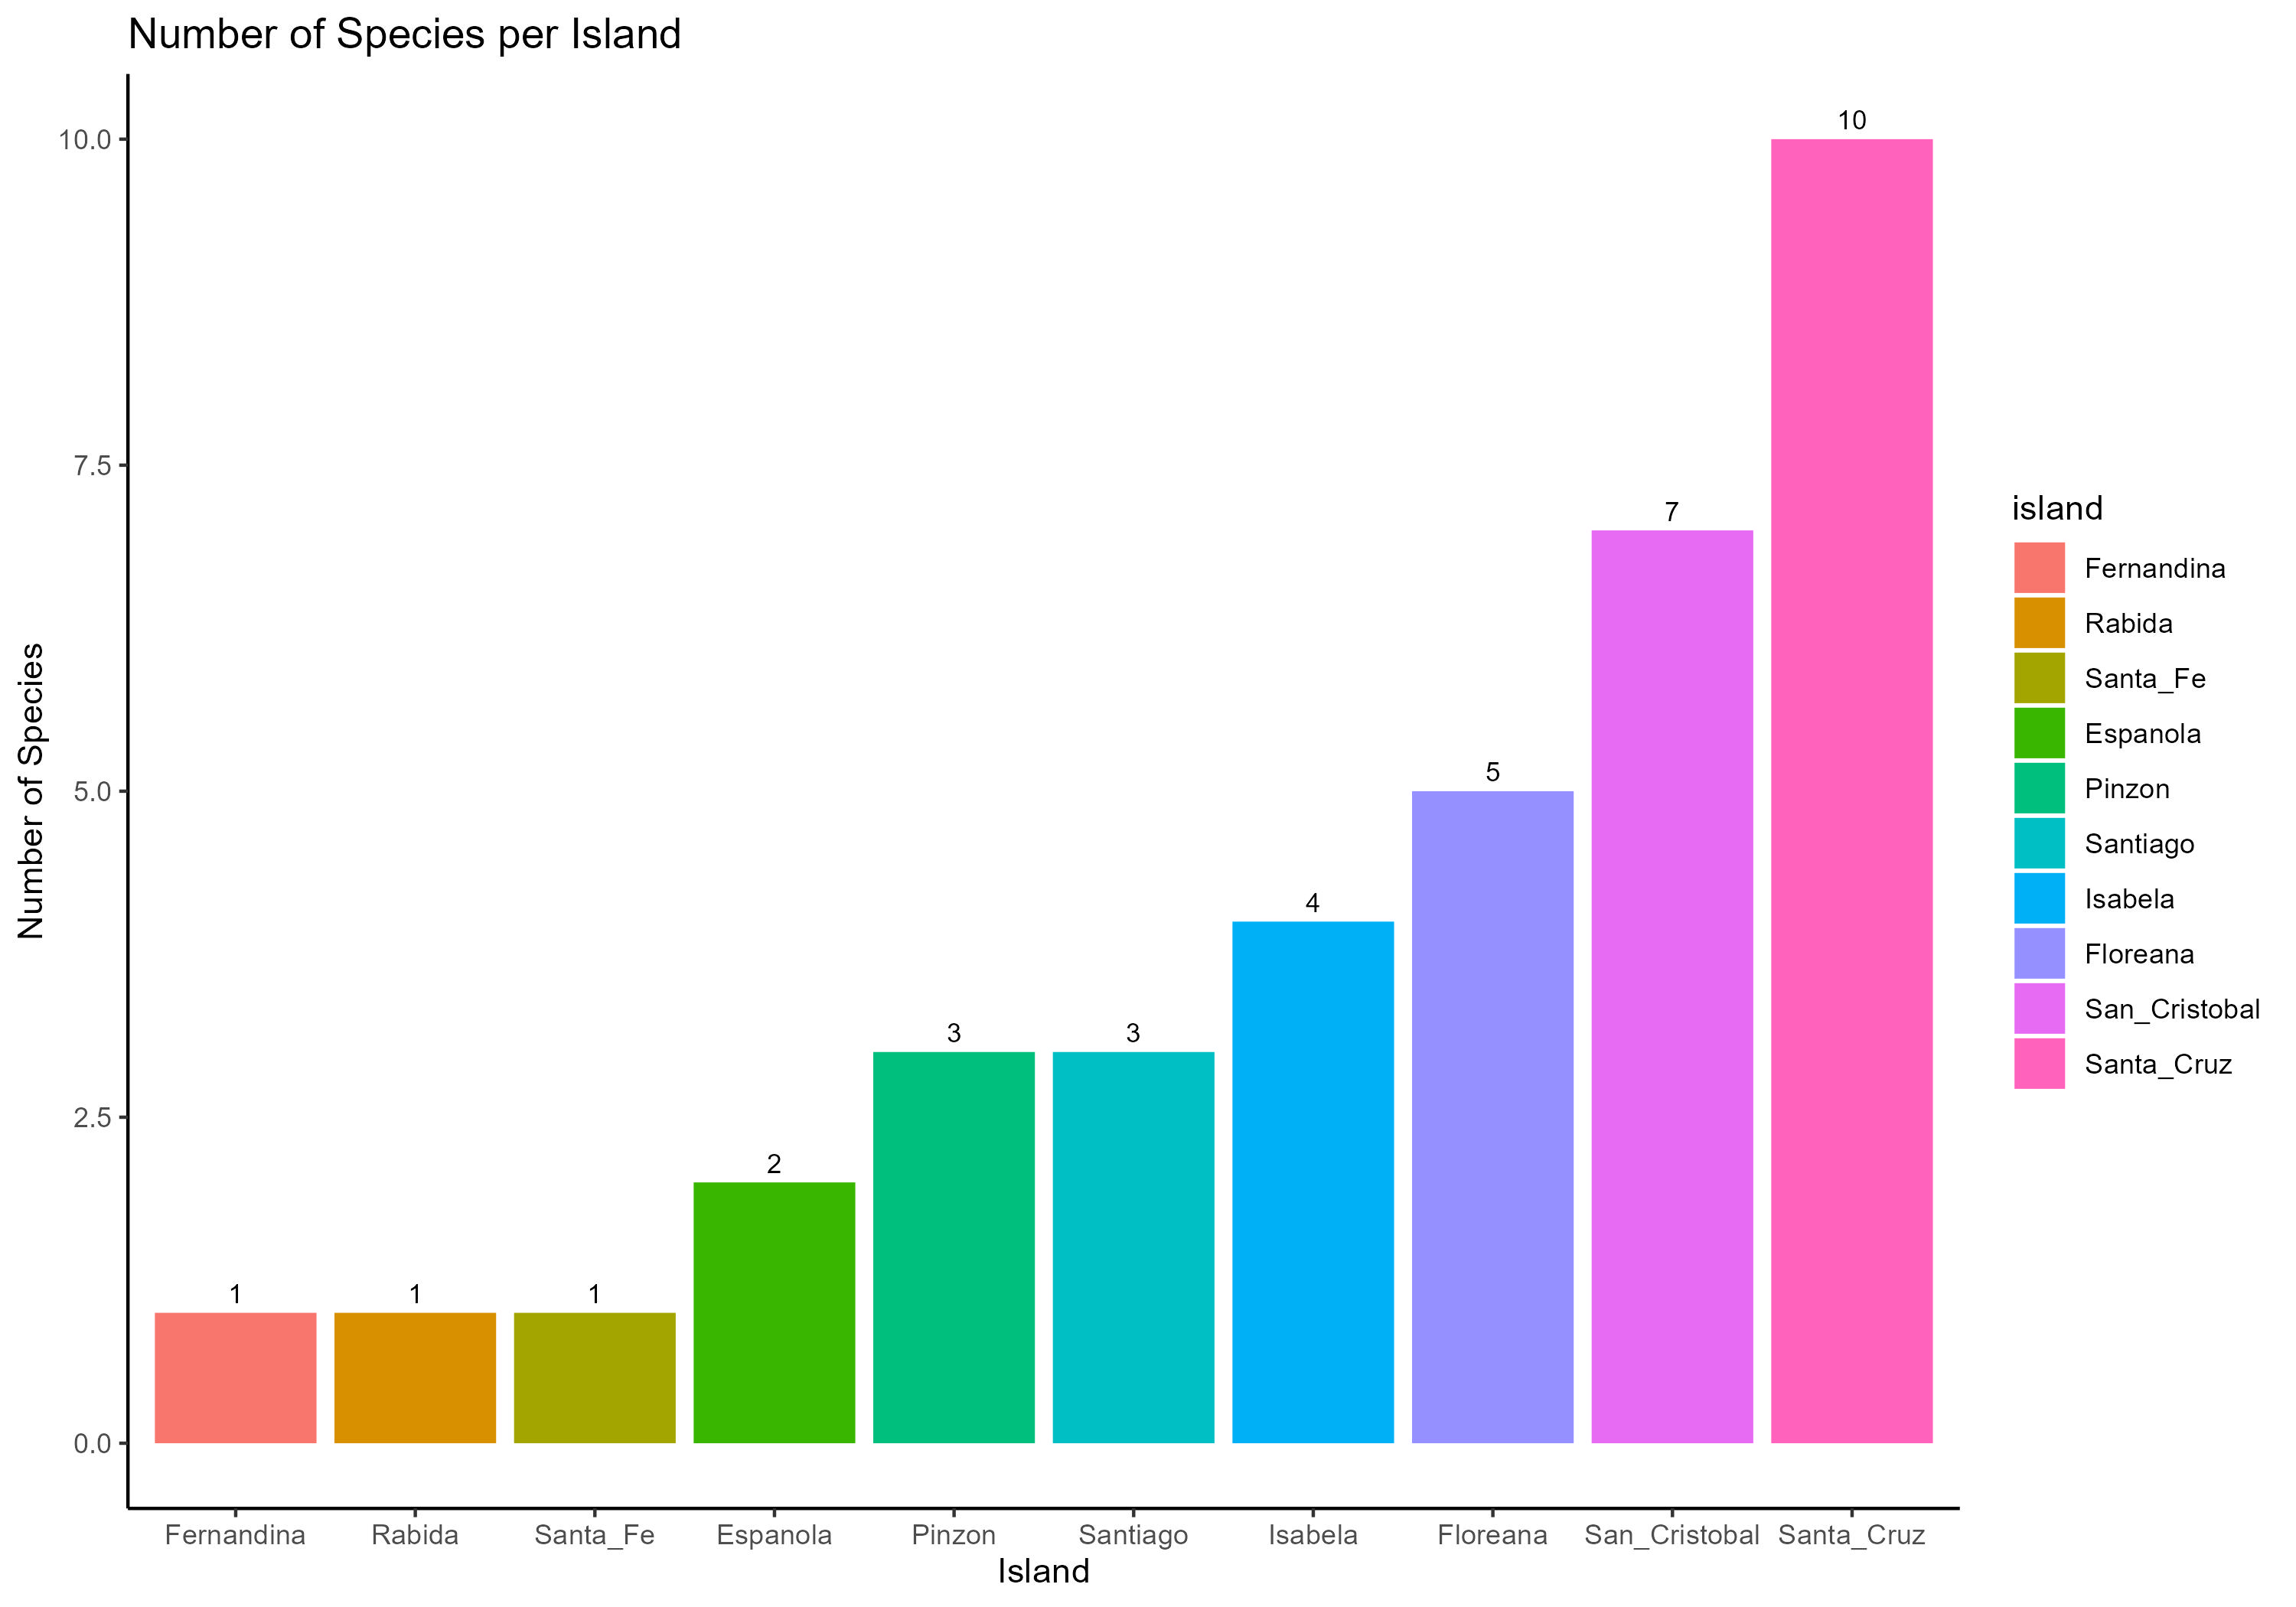 Number of Species per Island
Number of Species
10.0
7.5
5.0
2.5
0.0
1
1
1
2
3
3
4
5
7
10
Fernandina
Rabida
Santa_Fe
Espanola
Pinzon
Santiago
Isabela
Floreana
San_Cristobal
Santa_Cruz
Island
island
Fernandina
Rabida
Santa_Fe
Espanola
Pinzon
Santiago
Isabela
Floreana
San_Cristobal
Santa_Cruz